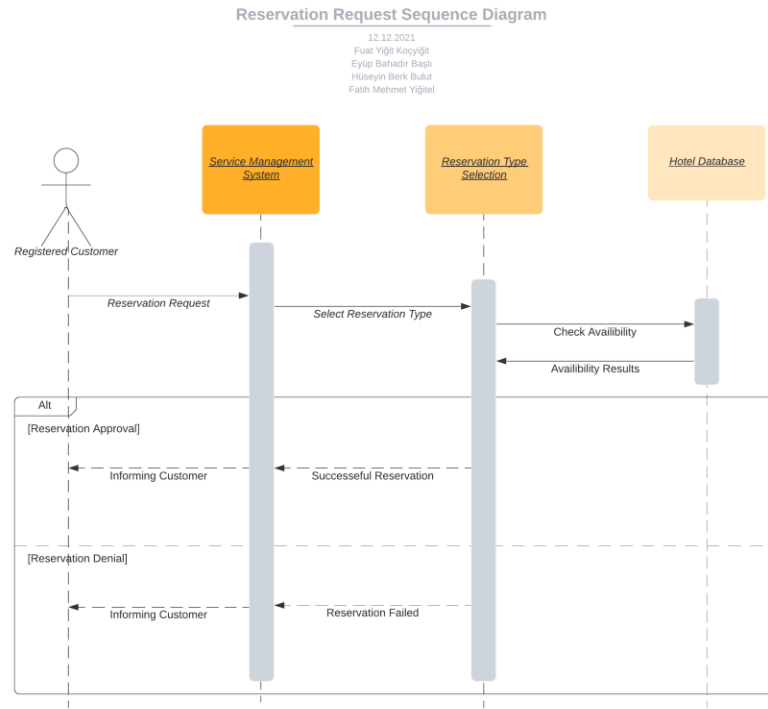 Reservation Request Sequence Diagram
12.12.2021
Fuat Yiğit Koçyiğit
Eyüp Bahadır Başlı
Hüseyin Berk Bulut
Fatih Mehmet Yiğitel
Service Management
System
Reservation Type
Selection
Hotel Database
Registered Customer
Reservation Request
Select Reservation Type
Check Availibility
Availibility Results
Alt
[Reservation Approval]
Informing Customer
Succeseful Reservation
[Reservation Denial]
Informing Customer
Reservation Failed